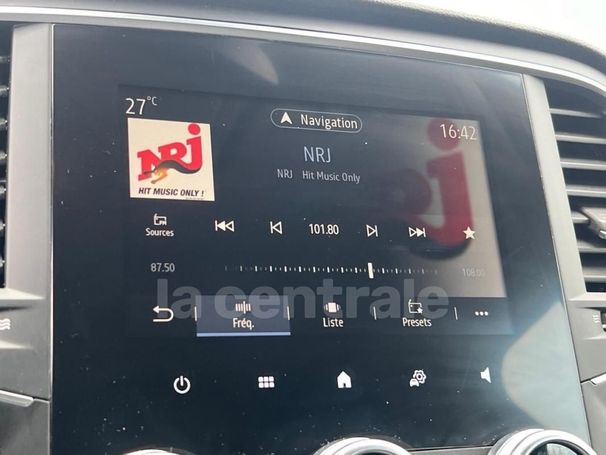 27°C
Navigation
16:42
NRJ
HIT MUSIC ONLY !
NRJ
NRJ Hit Music Only
Sources
101.80
87.50
108.00
la centrale
Fréq.
Liste
Presets